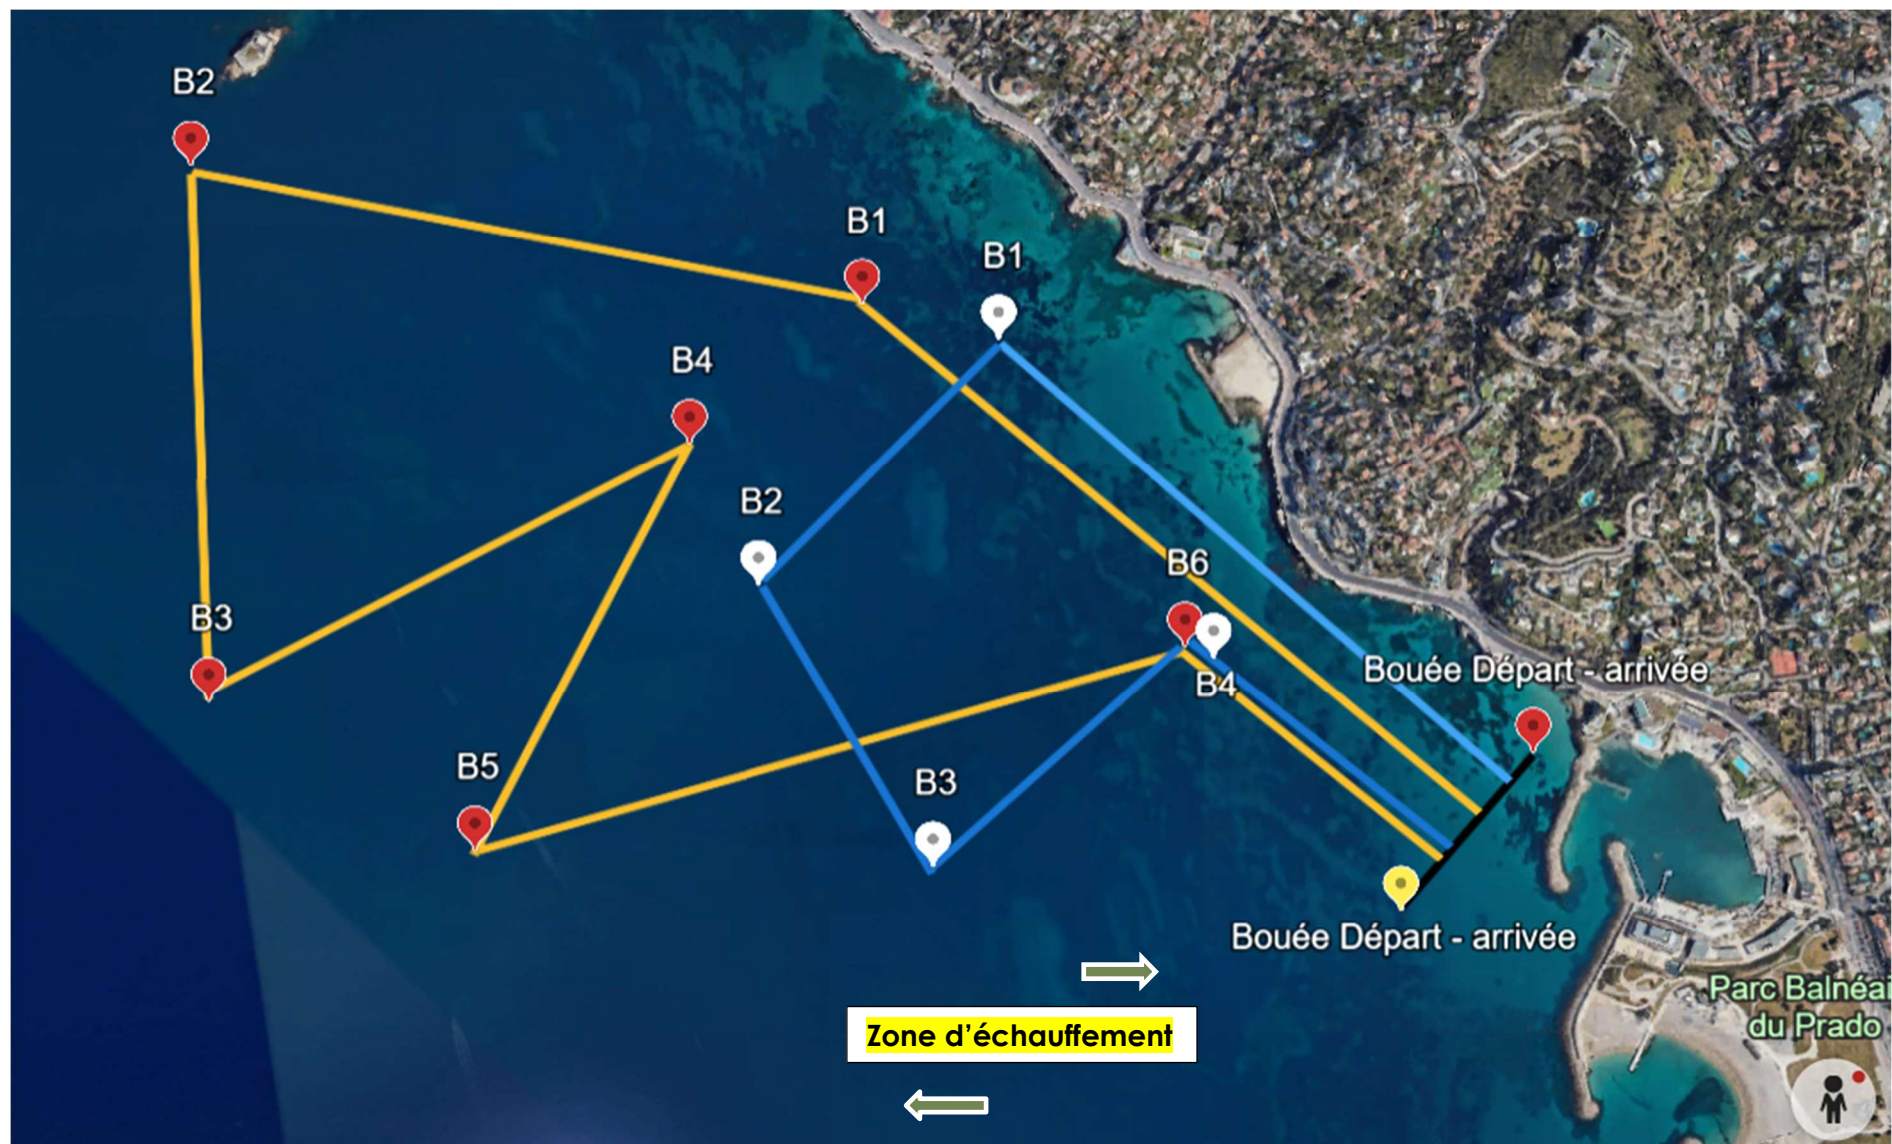 B2
B1
B1
B4
B2
B6
B3
Bouée Départ - arrivée
B4
B5
B3
Bouée Départ - arrivée
Parc Balnéai
du Prado
Zone d'échauffement